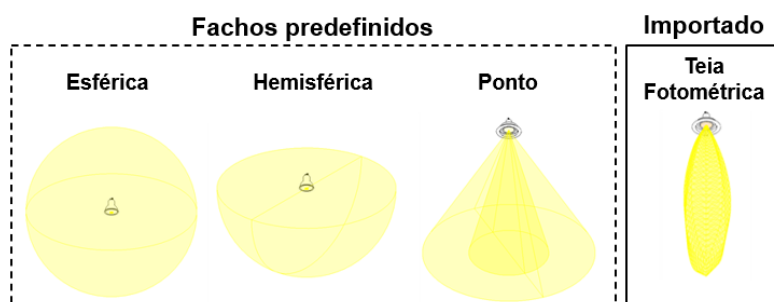 Fachos predefinidos
Importado
Esférica
Hemisférica
Ponto
Teia
Fotométrica